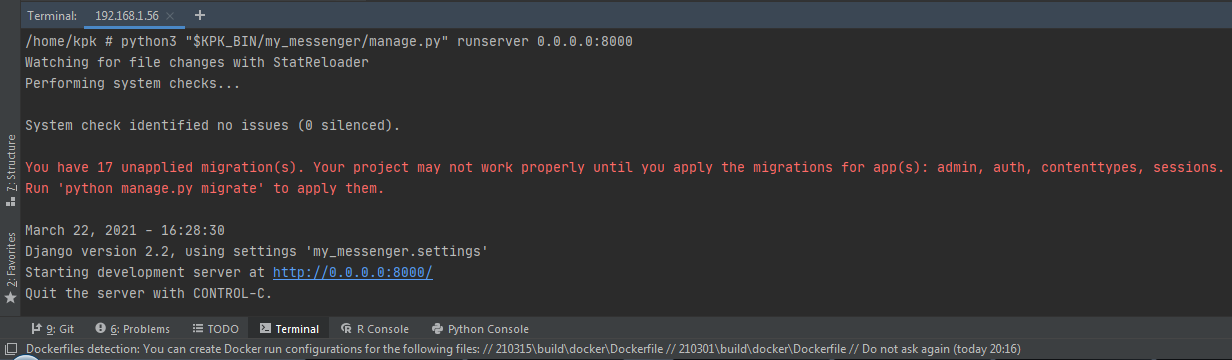 Terminal: 192.168.1.56 × +
/home/kpk # python3 "$KPK_BIN/my_messenger/manage.py" runserver 0.0.0.0:8000
Watching for file changes with StatReloader
Performing system checks...
System check identified no issues (0 silenced).
You have 17 unapplied migration(s). Your project may not work properly until you apply the migrations for app(s): admin, auth, contenttypes, sessions.
Run 'python manage.py migrate' to apply them.
March 22, 2021 - 16:28:30
Django version 2.2, using settings 'my_messenger.settings'
Starting development server at http://0.0.0.0:8000/
Quit the server with CONTROL-C.
7: Structure
2: Favorites
9: Git 6: Problems TODO Terminal R Console Python Console
Dockerfiles detection: You can create Docker run configurations for the following files: // 210315\build\docker\Dockerfile // 210301\build\docker\Dockerfile // Do not ask again (today 20:16)